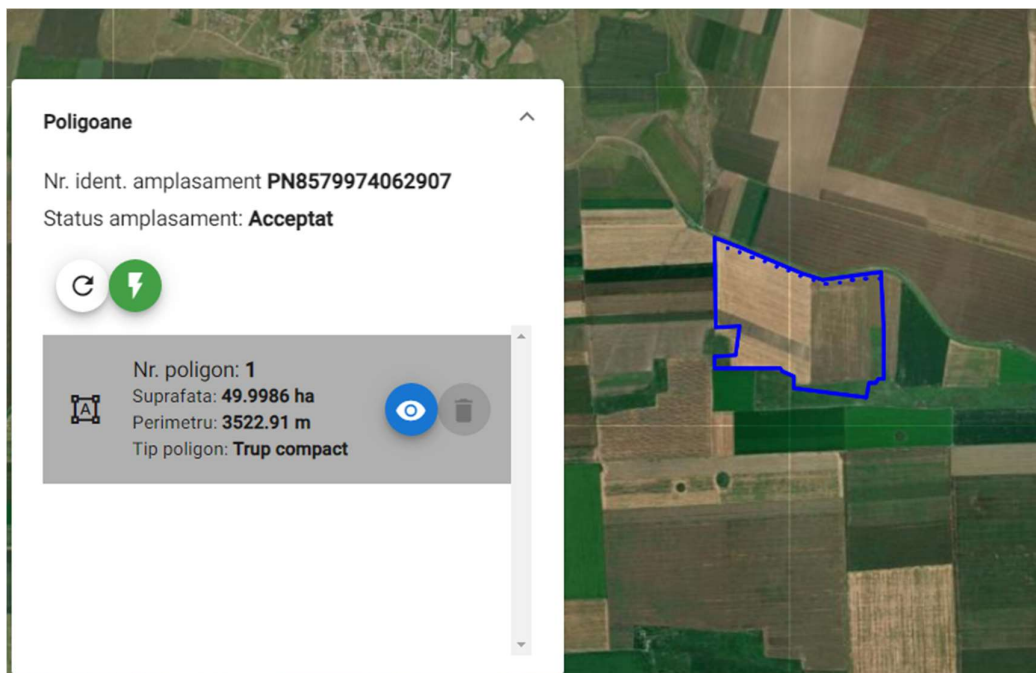 Poligoane
Nr. ident. amplasament PN8579974062907
Status amplasament: Acceptat
Nr. poligon: 1
A
Suprafata: 49.9986 ha
Perimetru: 3522.91 m
Tip poligon: Trup compact